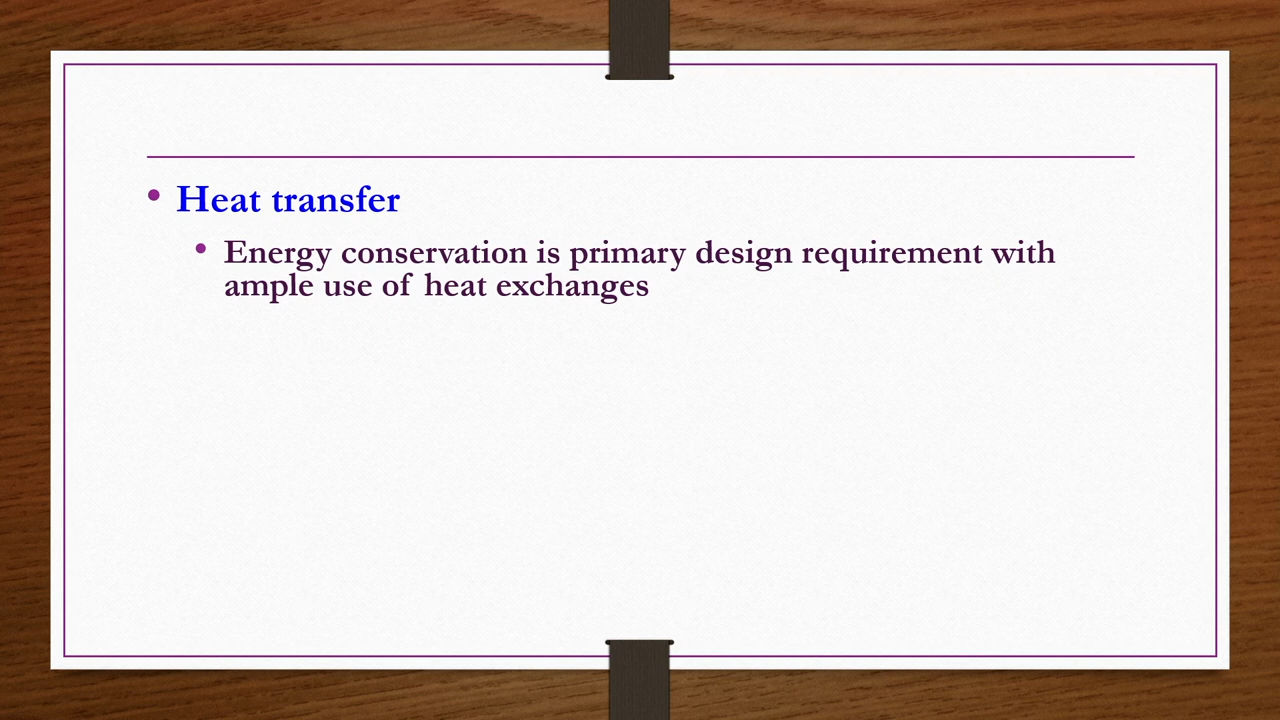 • Heat transfer
• Energy conservation is primary design requirement with
ample use of heat exchanges